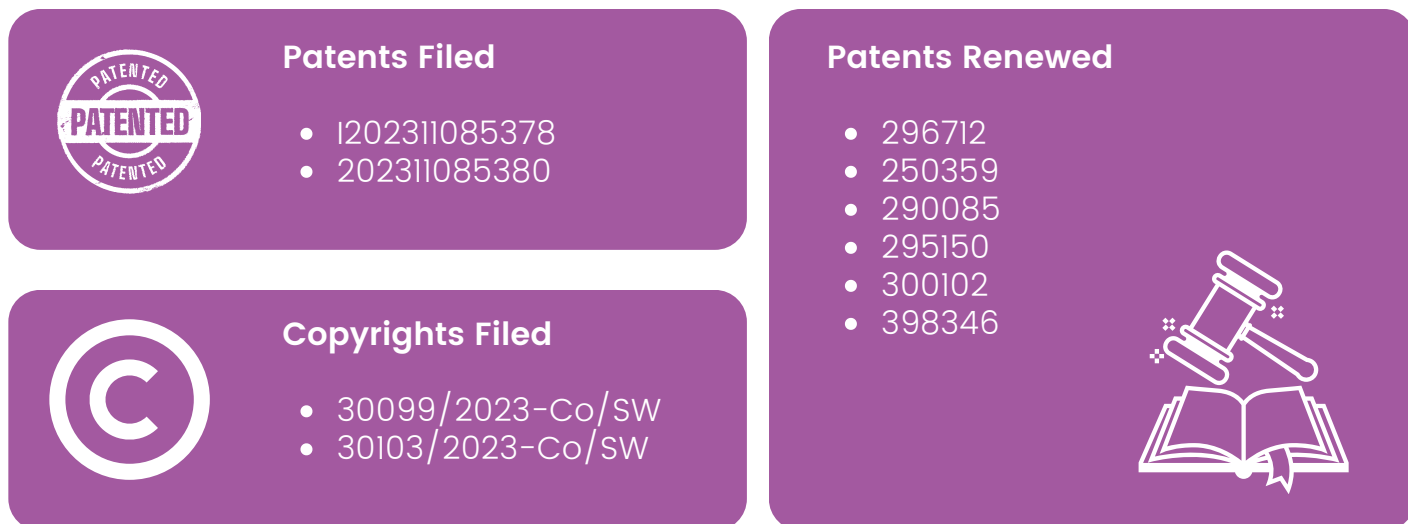 PATENTED
PATENTED
PATENTED
Patents Filed
• I202311085378
• 202311085380
Copyrights Filed
• 30099/2023-Co/SW
• 30103/2023-Co/SW
Patents Renewed
• 296712
• 250359
• 290085
• 295150
• 300102
• 398346